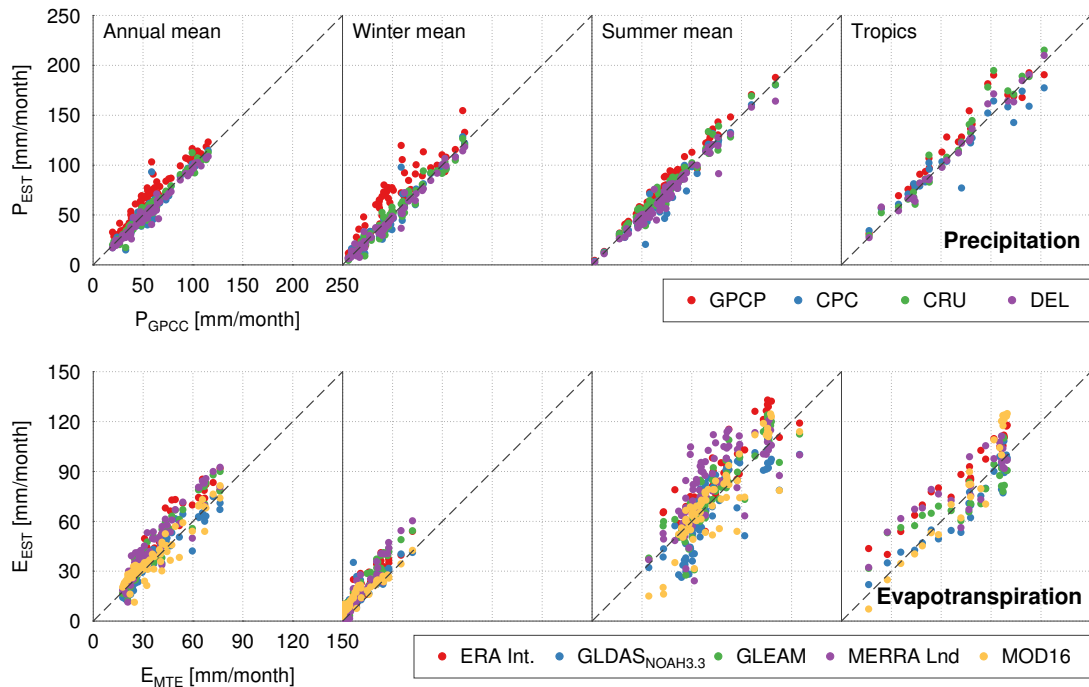 250
200
150
100
50
0
P_EST [mm/month]
Annual mean
Winter mean
Summer mean
Tropics
Precipitation
0 50 100 150 200 250
P_GPCC [mm/month]
GPCP CPC CRU DEL
150
120
90
60
30
0
E_EST [mm/month]
Evapotranspiration
0 30 60 90 120 150
E_MTE [mm/month]
ERA Int. GLDAS_NOAH3.3 GLEAM MERRA Lnd MOD16